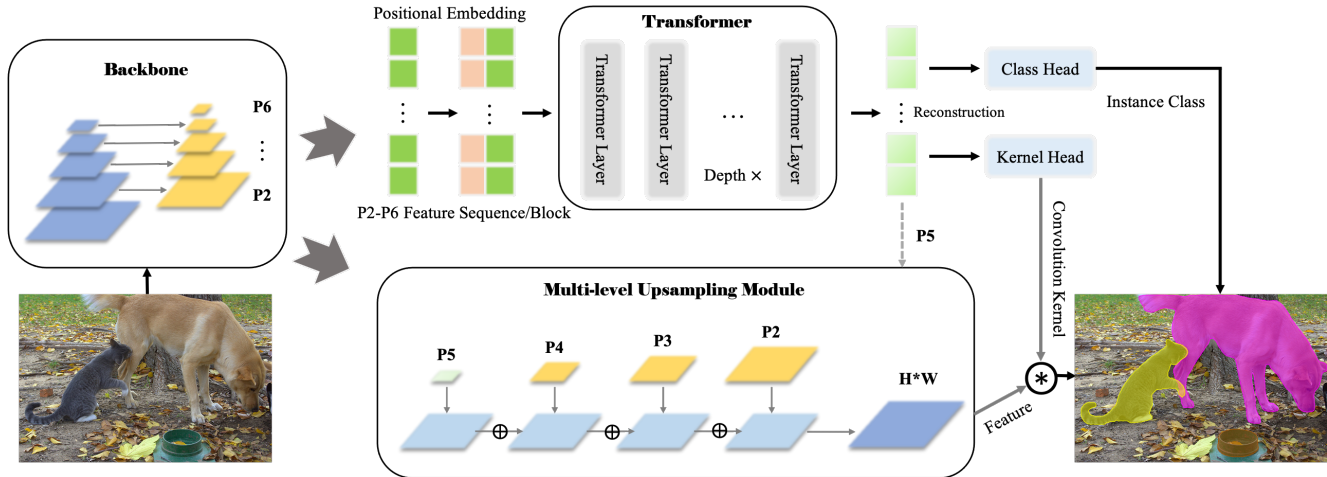 Positional Embedding
Transformer
Backbone
P6
⋮
P2
P2-P6 Feature Sequence/Block
Transformer Layer
Transformer Layer
...
Depth ×
Transformer Layer
Reconstruction
Class Head
Instance Class
Kernel Head
Convolution Kernel
P5
Multi-level Upsampling Module
P5
P4
P3
P2
H*W
Feature